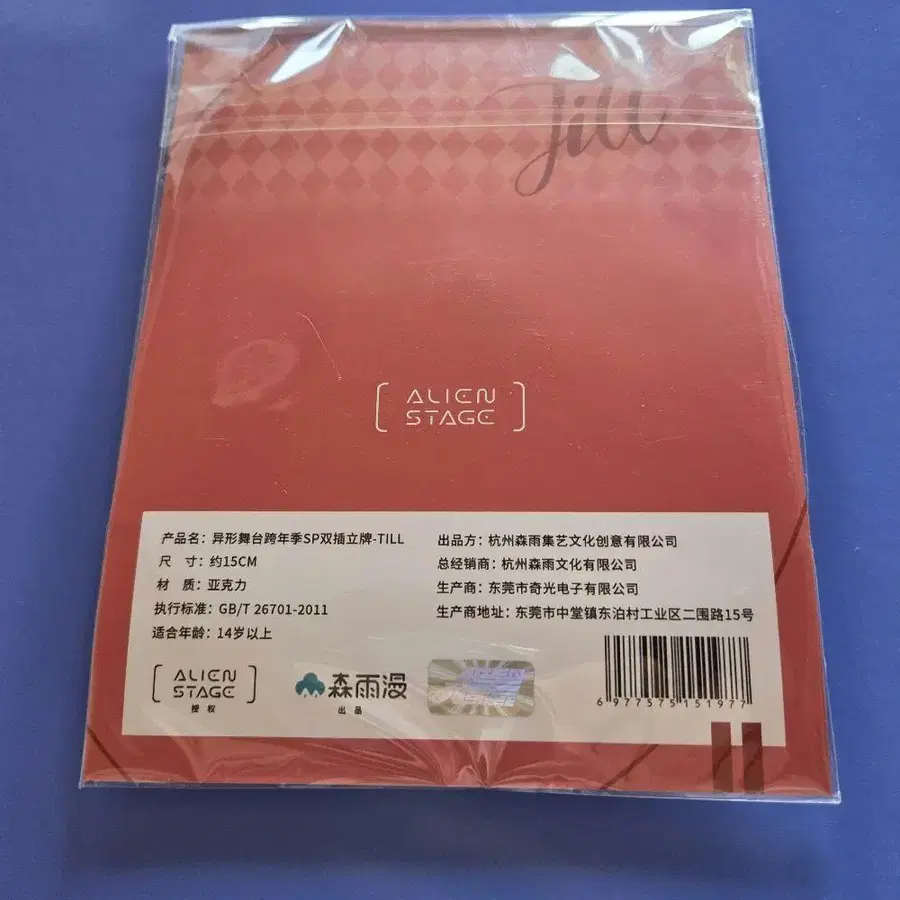 Till
[ ALIEN
STAGE ]
产品名：异形舞台跨年季SP双插立牌-TILL
尺　寸：约15CM
材　质：亚克力
执行标准：GB/T 26701-2011
适合年龄：14岁以上
出品方：杭州森雨集艺文化创意有限公司
总经销商：杭州森雨文化有限公司
生产商：东莞市奇光电子有限公司
生产商地址：东莞市中堂镇东泊村工业区二围路15号
[ ALIEN
STAGE ]
授权
森雨漫
出品
6 977575 151977